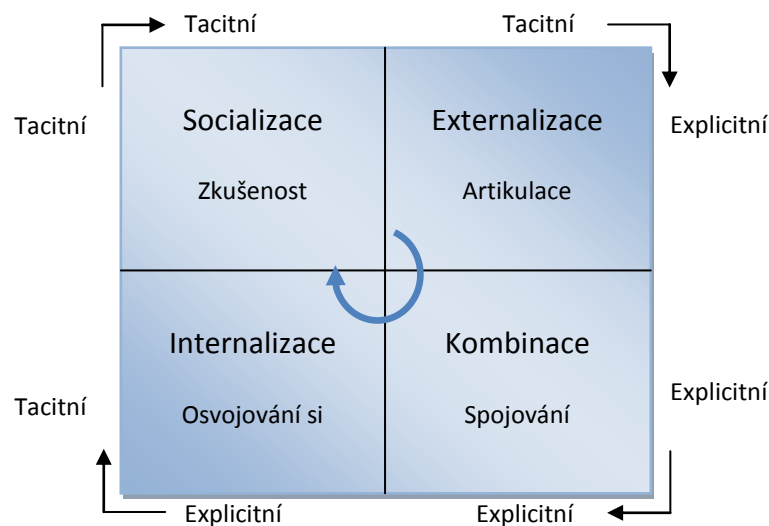 Tacitní
Tacitní
Tacitní
Explicitní
Socializace
Externalizace
Zkušenost
Artikulace
Internalizace
Kombinace
Tacitní
Explicitní
Osvojování si
Spojování
Explicitní
Explicitní